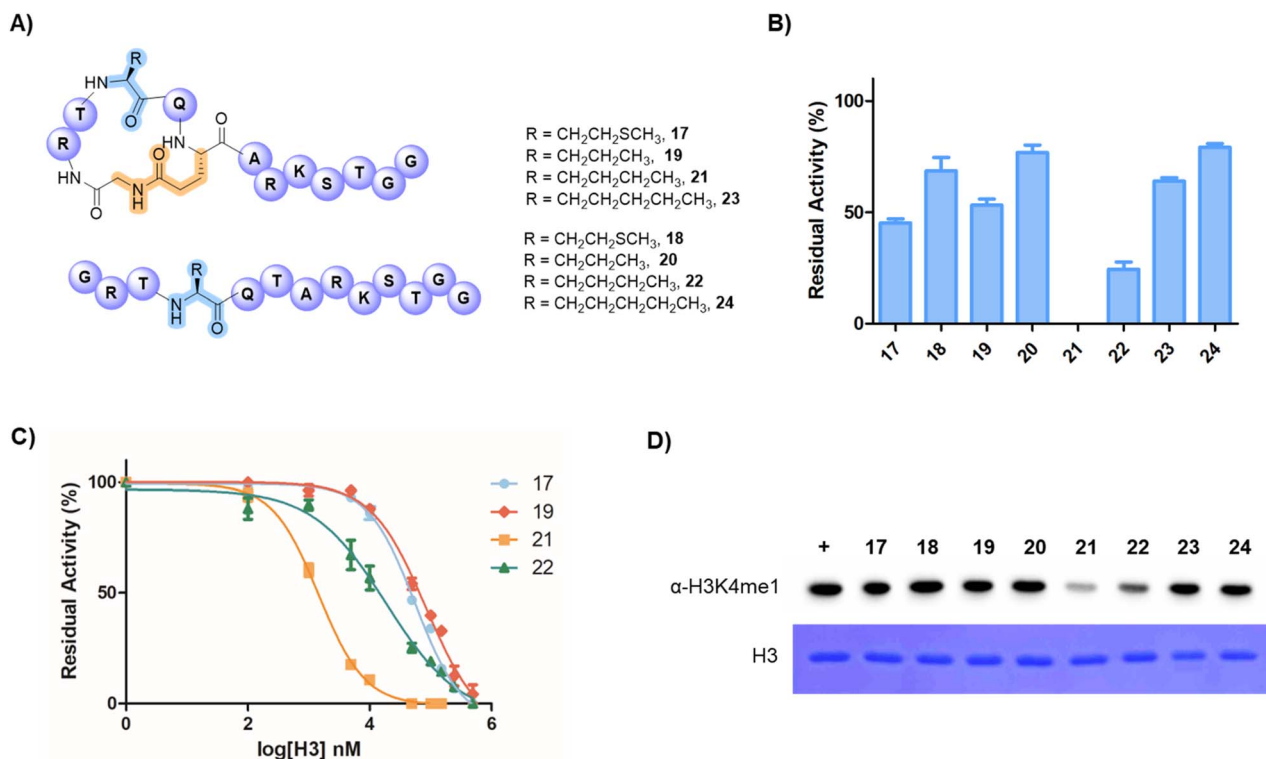 A)
R
HN
O
T
Q
R
HN
O
O
HN
N
H
O
A
R
K
S
T
G
G
R = CH₂CH₂SCH₃, 17
R = CH₂CH₂CH₃, 19
R = CH₂CH₂CH₂CH₃, 21
R = CH₂CH₂CH₂CH₂CH₃, 23
R = CH₂CH₂SCH₃, 18
R = CH₂CH₂CH₃, 20
R = CH₂CH₂CH₂CH₃, 22
R = CH₂CH₂CH₂CH₂CH₃, 24
G
R
T
N
H
R
O
Q
T
A
R
K
S
T
G
G
B)
Residual Activity (%)
100
50
0
17 18 19 20 21 22 23 24
C)
Residual Activity (%)
100
50
0
0 2 4 6
log[H3] nM
17
19
21
22
D)
+ 17 18 19 20 21 22 23 24
α-H3K4me1
H3